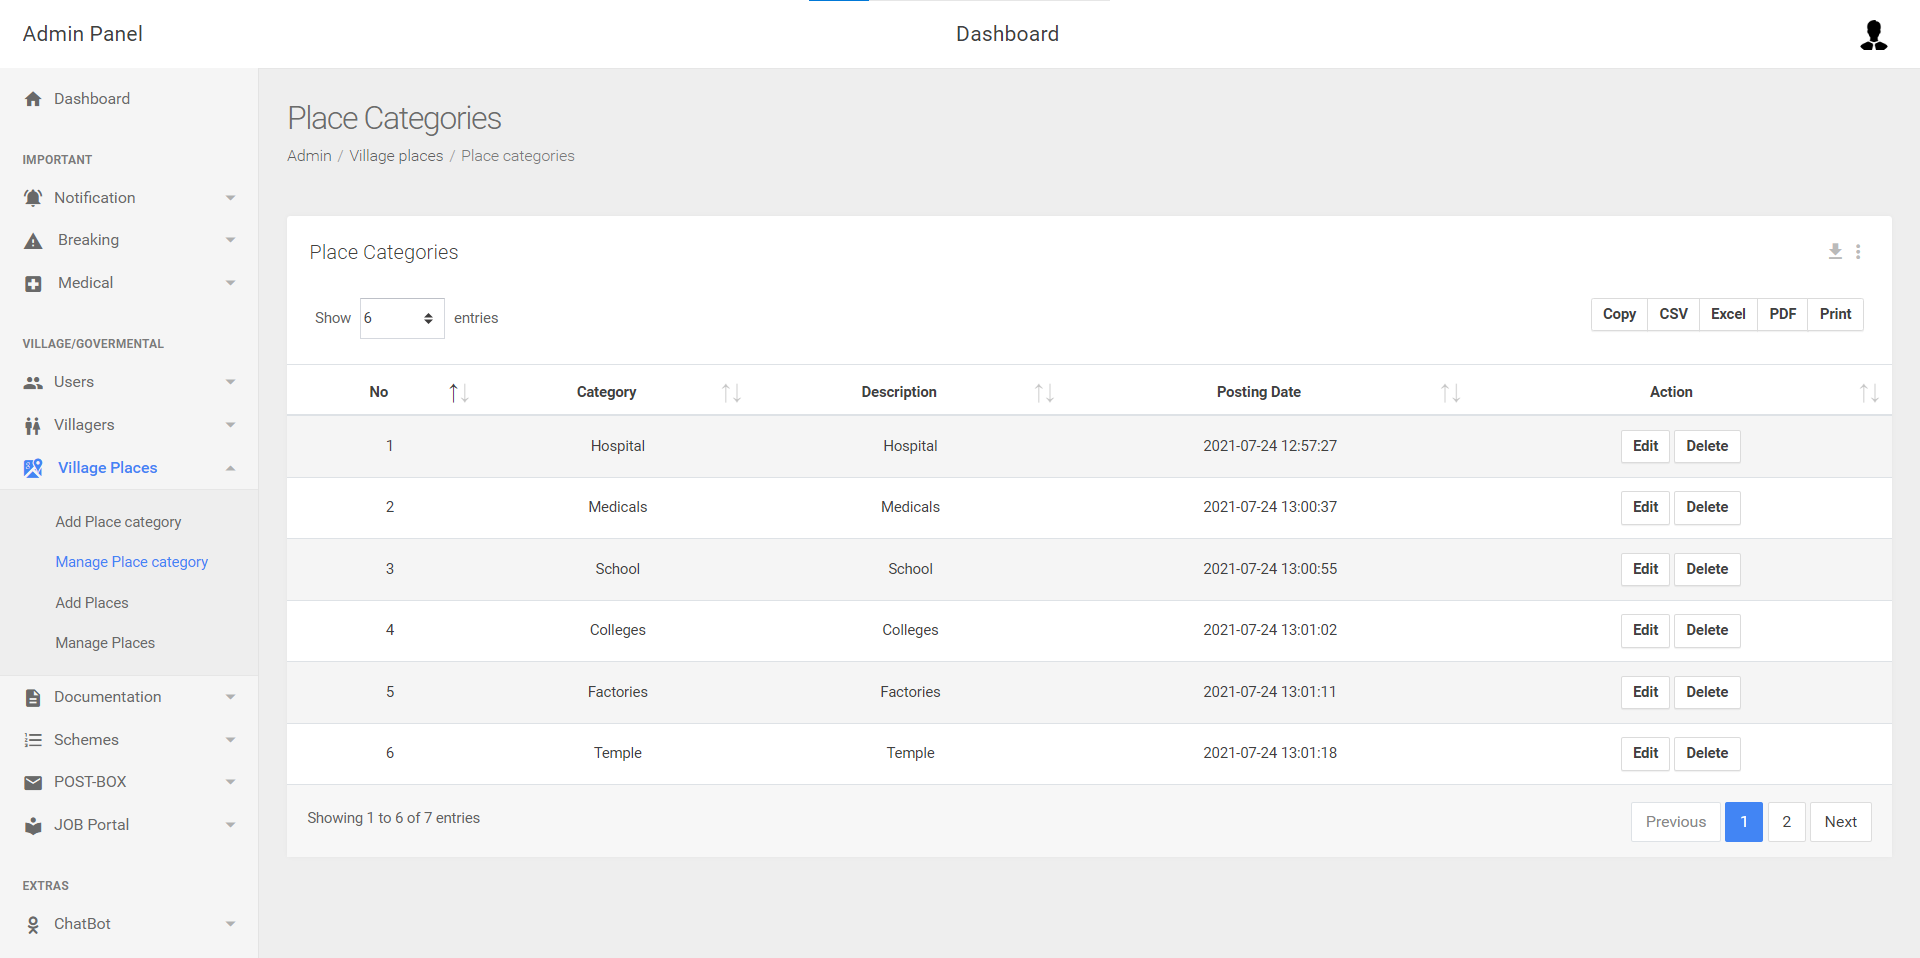 Admin Panel
Dashboard
Dashboard
IMPORTANT
Notification
Breaking
Medical
VILLAGE/GOVERMENTAL
Users
Villagers
Village Places
Add Place category
Manage Place category
Add Places
Manage Places
Documentation
Schemes
POST-BOX
JOB Portal
EXTRAS
ChatBot
Place Categories
Admin / Village places / Place categories
Place Categories
Show 6 entries
Copy CSV Excel PDF Print
No Category Description Posting Date Action
1 Hospital Hospital 2021-07-24 12:57:27 Edit Delete
2 Medicals Medicals 2021-07-24 13:00:37 Edit Delete
3 School School 2021-07-24 13:00:55 Edit Delete
4 Colleges Colleges 2021-07-24 13:01:02 Edit Delete
5 Factories Factories 2021-07-24 13:01:11 Edit Delete
6 Temple Temple 2021-07-24 13:01:18 Edit Delete
Showing 1 to 6 of 7 entries
Previous 1 2 Next